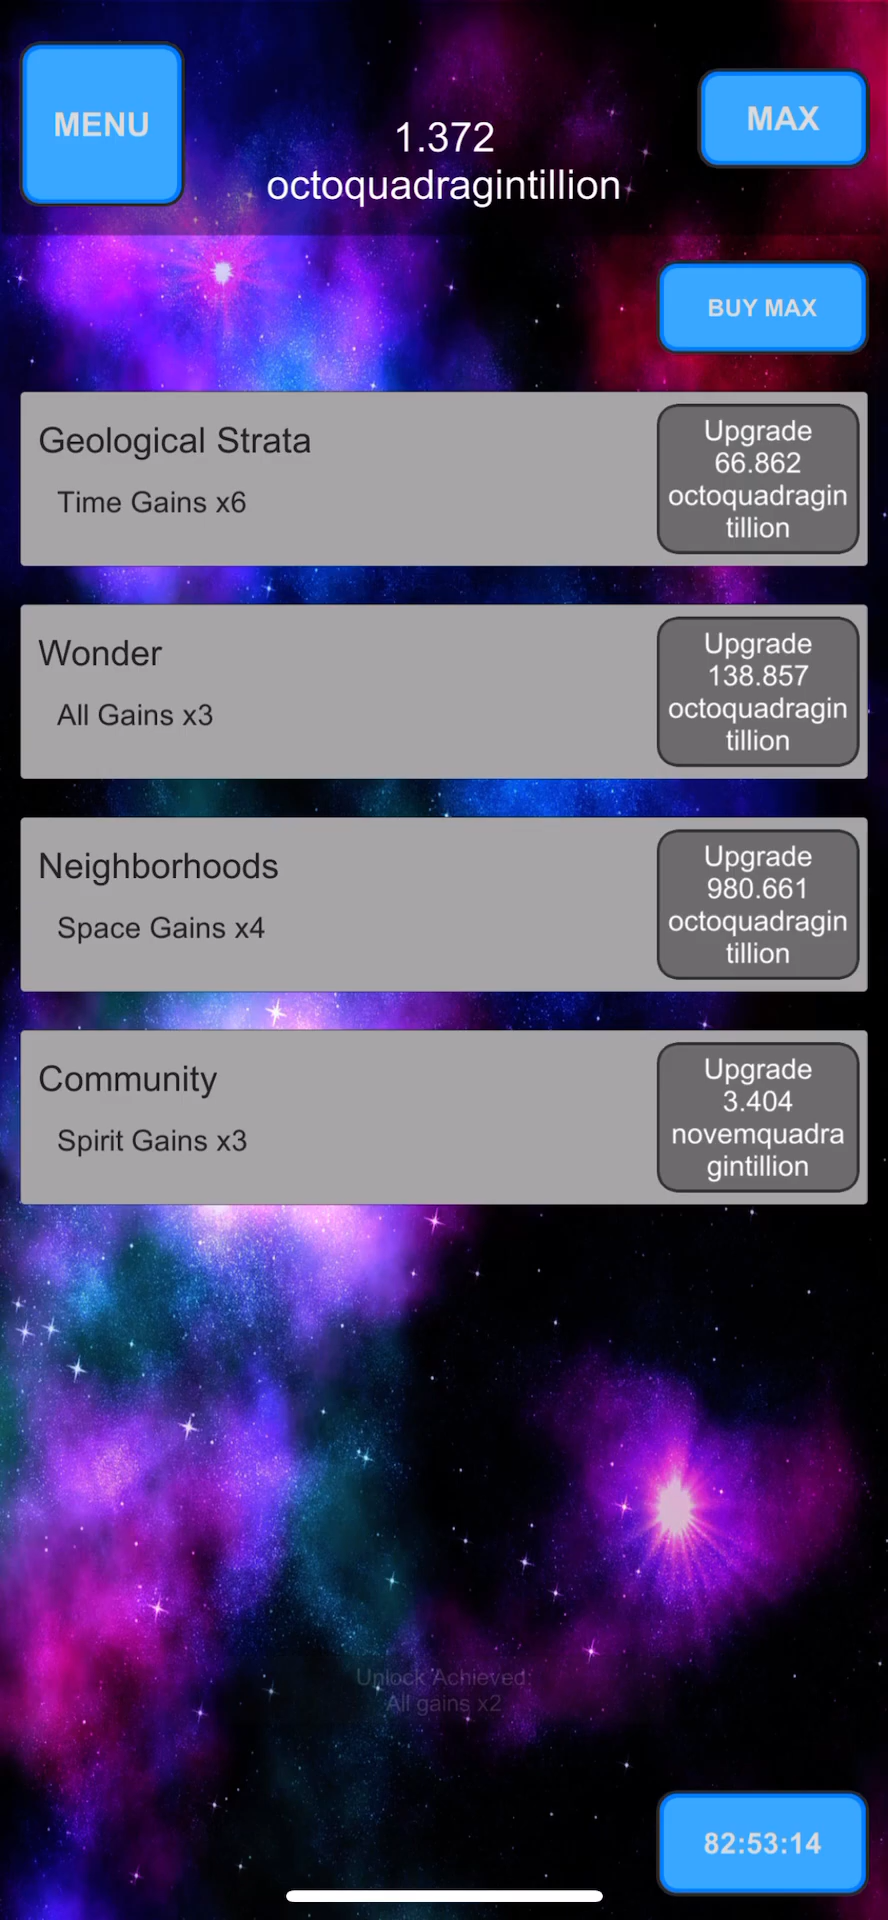 MENU
1.372
octoquadragintillion
MAX
BUY MAX
Geological Strata
Time Gains x6
Upgrade
66.862
octoquadragin
tillion
Wonder
All Gains x3
Upgrade
138.857
octoquadragin
tillion
Neighborhoods
Space Gains x4
Upgrade
980.661
octoquadragin
tillion
Community
Spirit Gains x3
Upgrade
3.404
novemquadra
gintillion
Unlock Achieved:
All gains x2
82:53:14